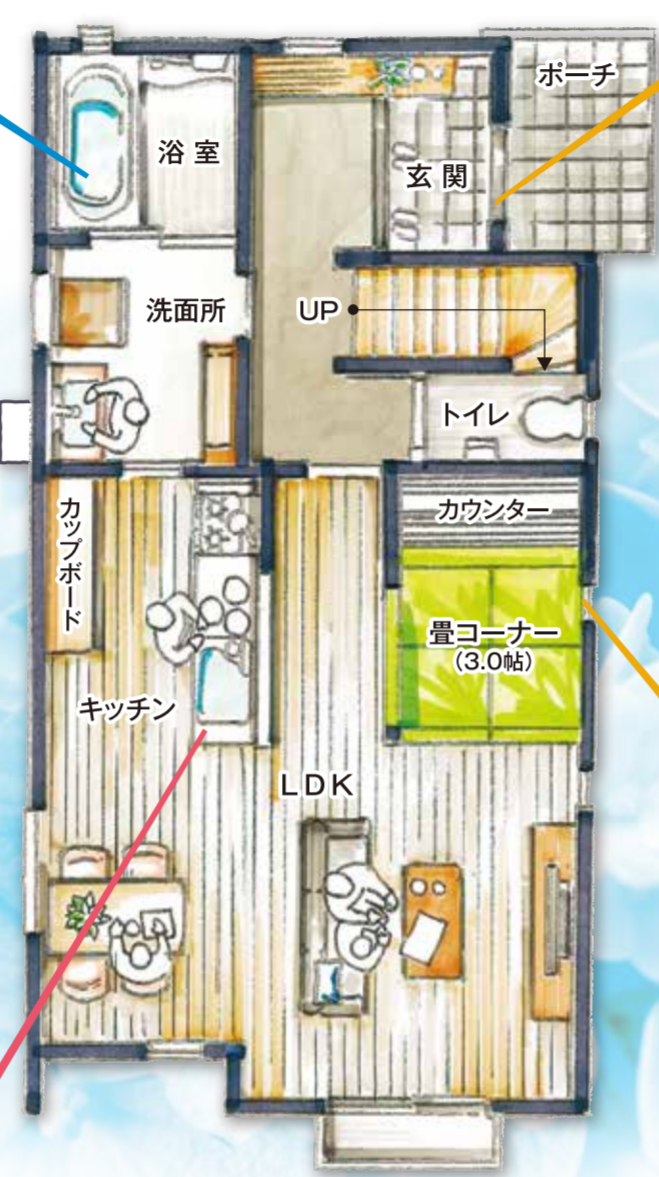 ポーチ
浴室
玄関
洗面所
UP
トイレ
カップボード
カウンター
畳コーナー
(3.0帖)
キッチン
LDK